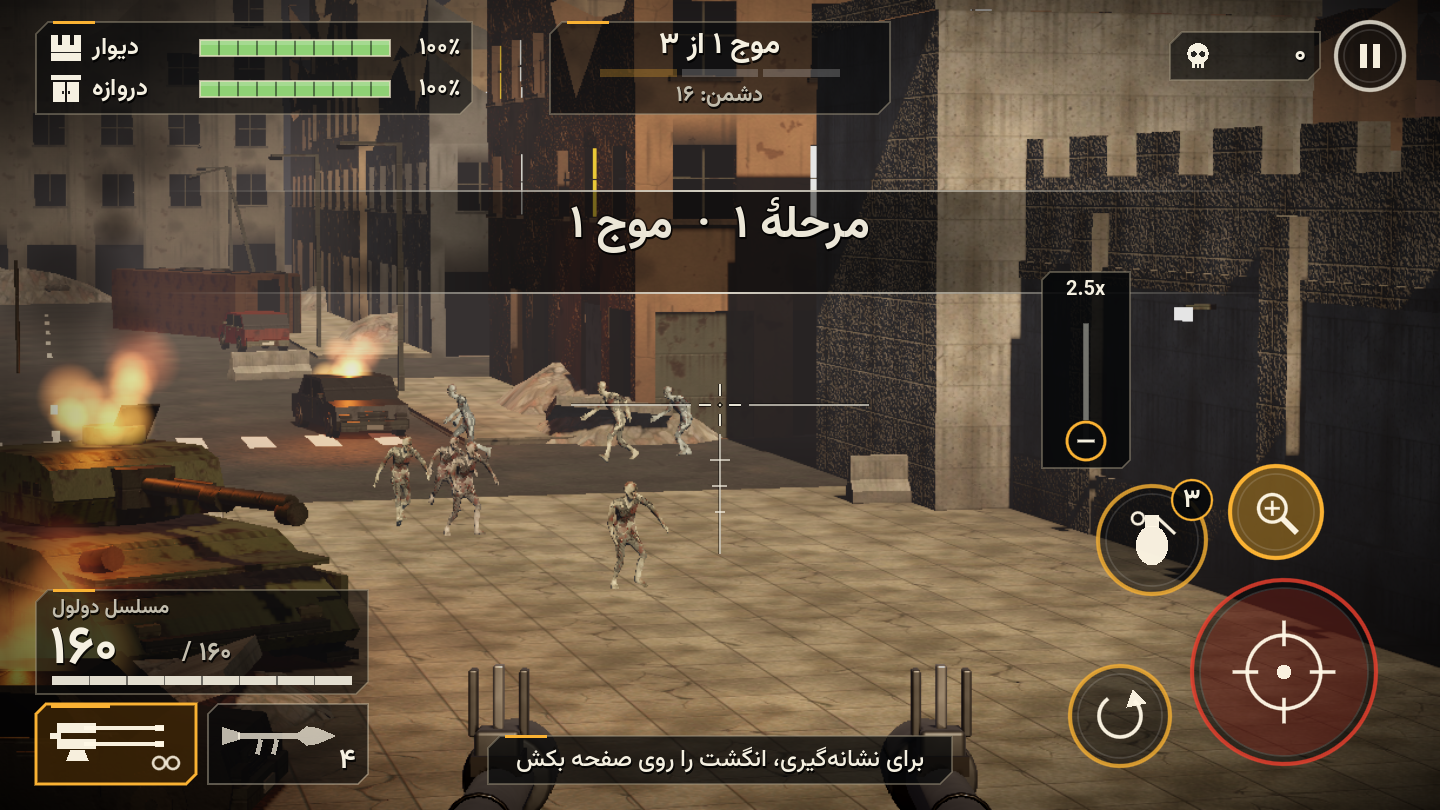 دیوار ۱۰۰٪
دروازه ۱۰۰٪
موج ۱ از ۳
دشمن: ۱۶
۰
مرحلهٔ ۱ · موج ۱
2.5x
۳
مسلسل دولول
۱۶۰ / ۱۶۰
∞
۴
برای نشانه‌گیری، انگشت را روی صفحه بکش